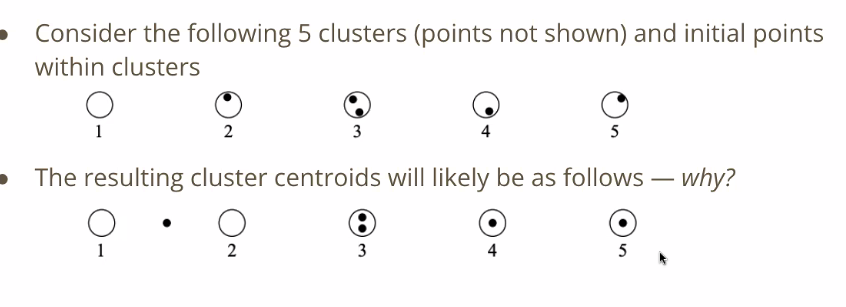 • Consider the following 5 clusters (points not shown) and initial points
within clusters
1 2 3 4 5
• The resulting cluster centroids will likely be as follows — why?
1 2 3 4 5